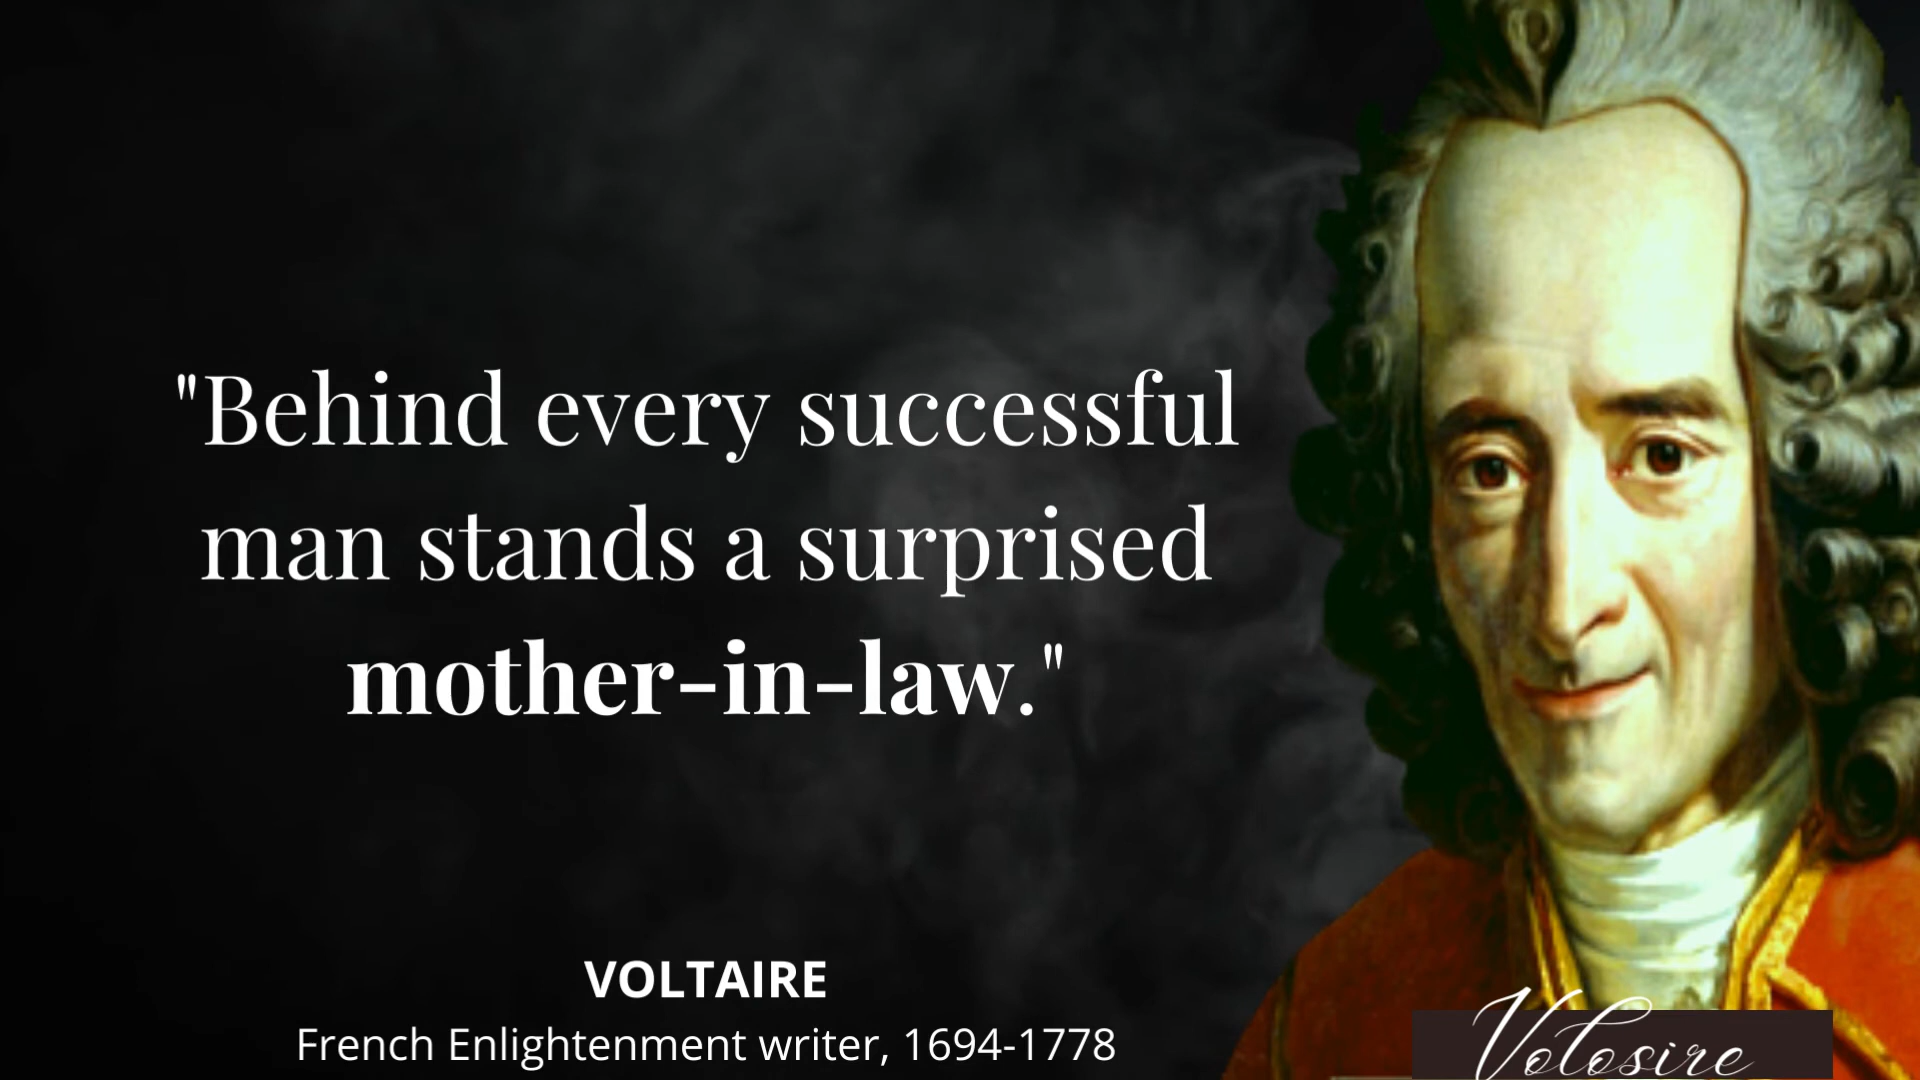 "Behind every successful
man stands a surprised
mother-in-law."
VOLTAIRE
French Enlightenment writer, 1694-1778
Volosire